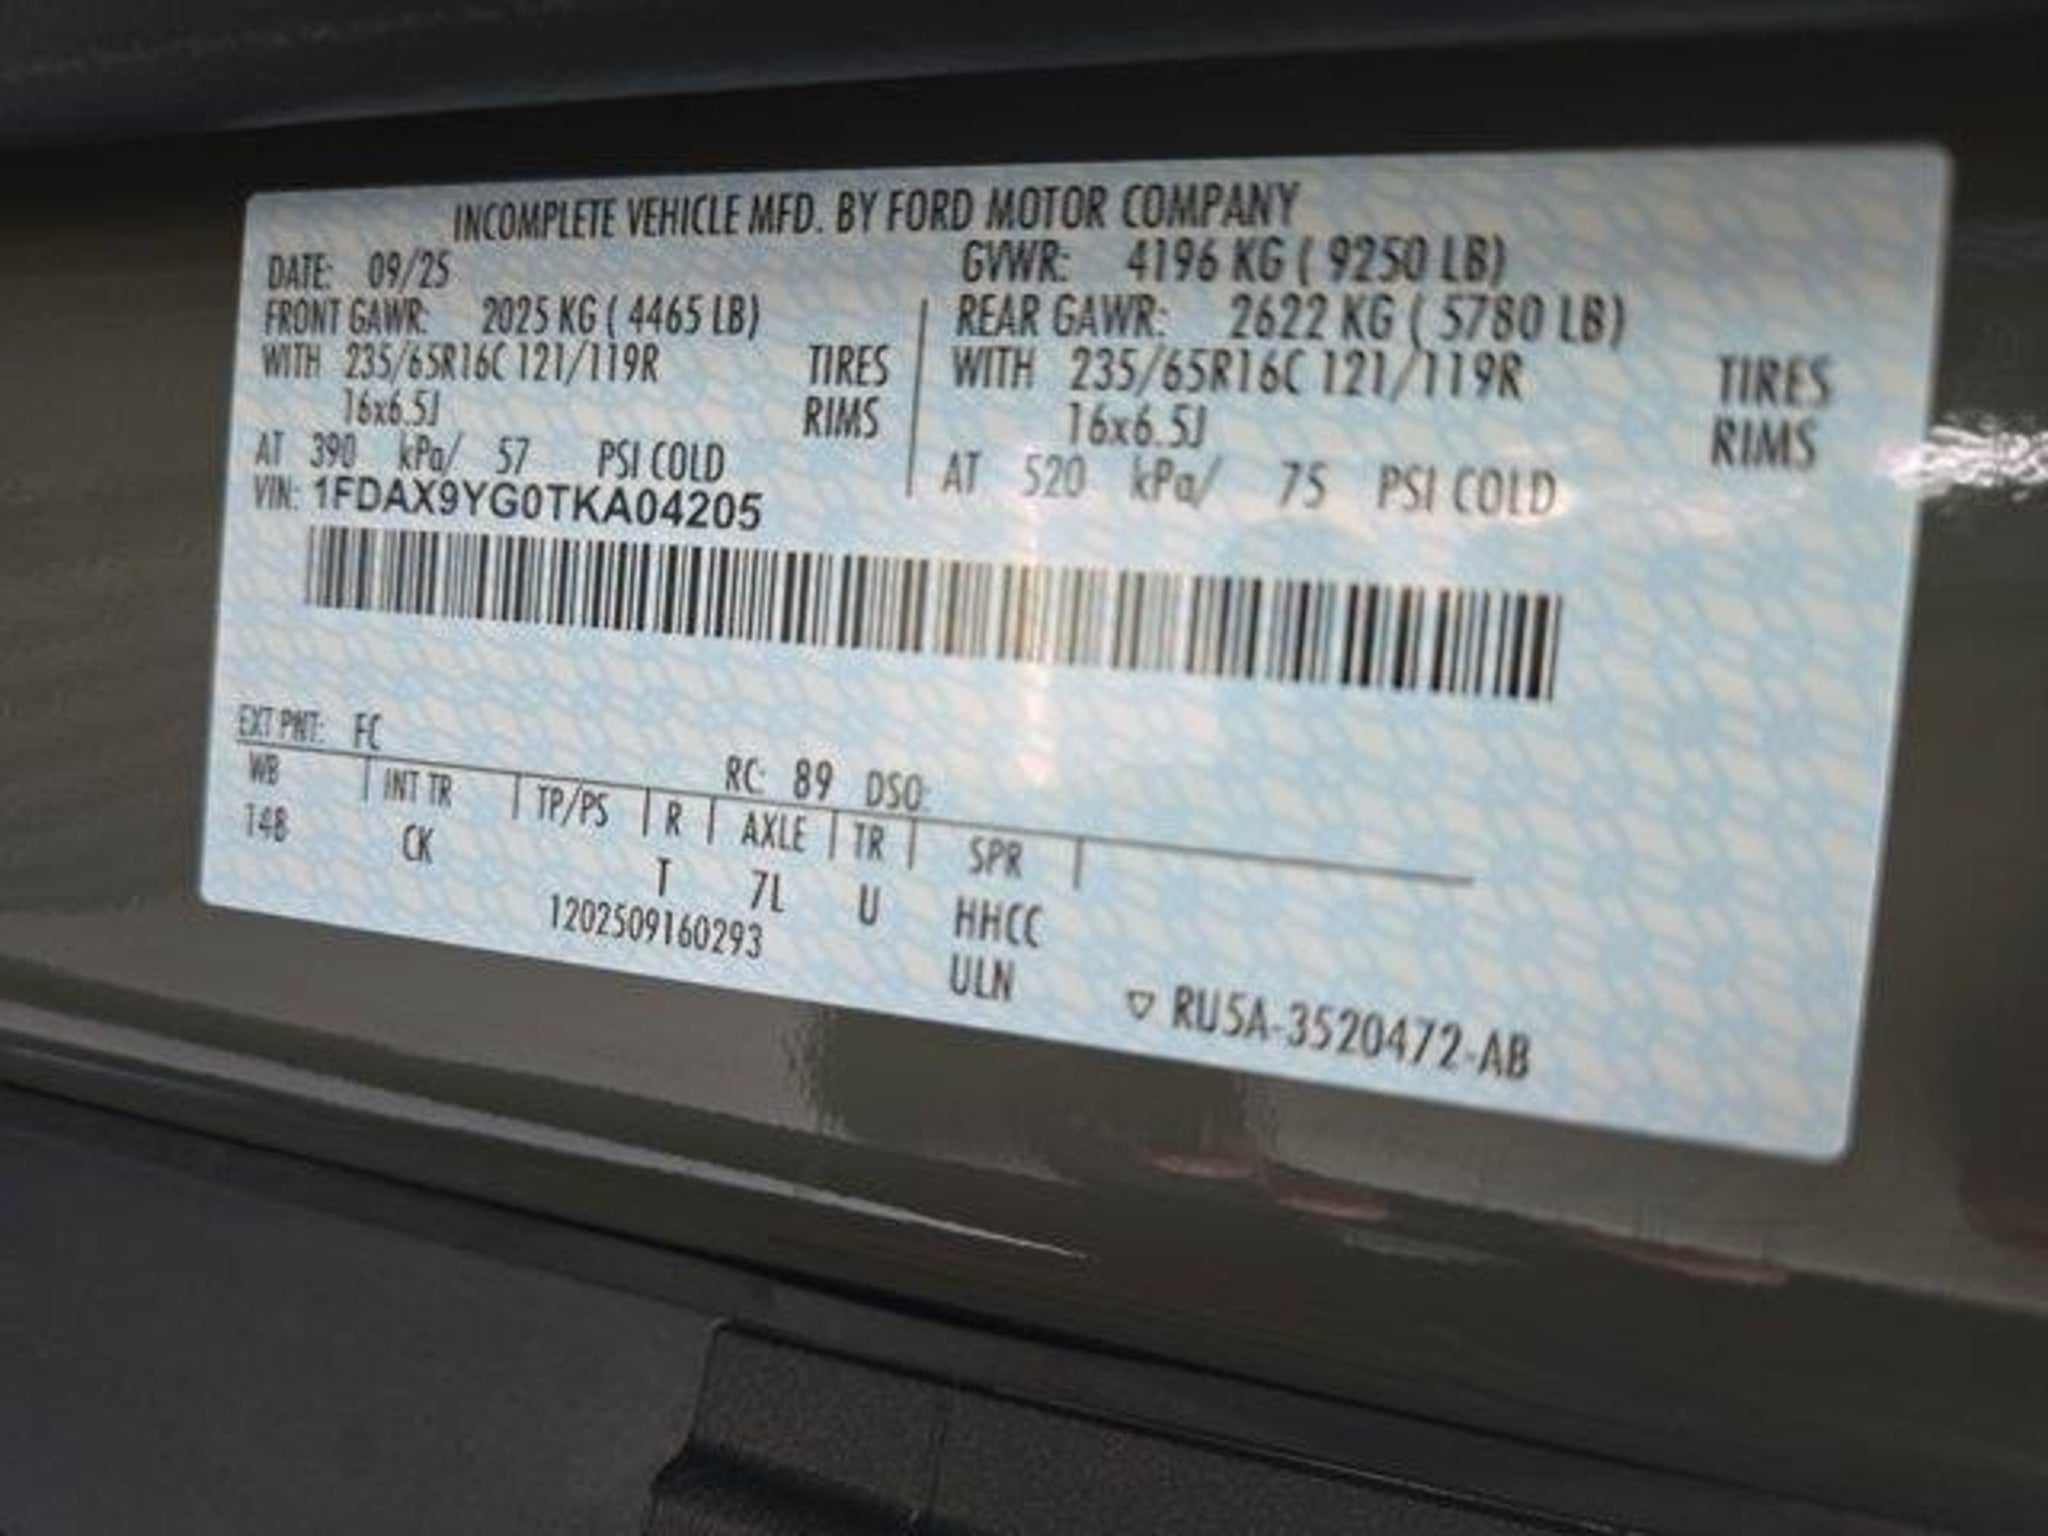 INCOMPLETE VEHICLE MFD. BY FORD MOTOR COMPANY
DATE: 09/25 GVWR: 4196 KG ( 9250 LB)
FRONT GAWR: 2025 KG ( 4465 LB) REAR GAWR: 2622 KG ( 5780 LB)
WITH 235/65R16C 121/119R TIRES WITH 235/65R16C 121/119R TIRES
16x6.5J RIMS 16x6.5J RIMS
AT 390 kPa/ 57 PSI COLD AT 520 kPa/ 75 PSI COLD
VIN: 1FDAX9YG0TKA04205
EXT PNT: FC RC: 89 DSO:
WB INT TR TP/PS R AXLE TR SPR
148 CK T 7L U HHCC
1202509160293 ULN
▽ RU5A-3520472-AB